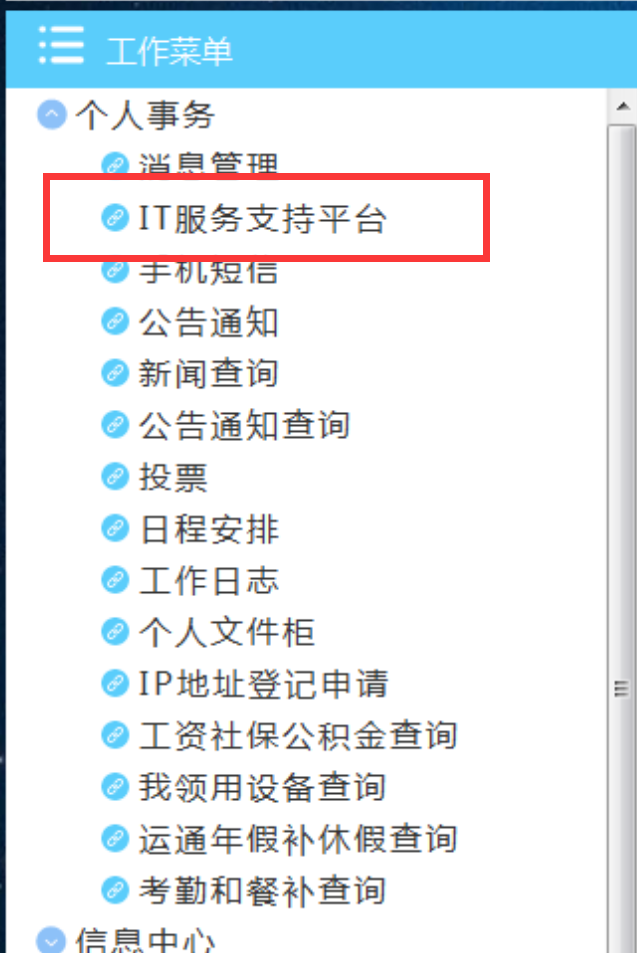 工作菜单
个人事务
消息管理
IT服务支持平台
手机短信
公告通知
新闻查询
公告通知查询
投票
日程安排
工作日志
个人文件柜
IP地址登记申请
工资社保公积金查询
我领用设备查询
运通年假补休假查询
考勤和餐补查询
信息中心